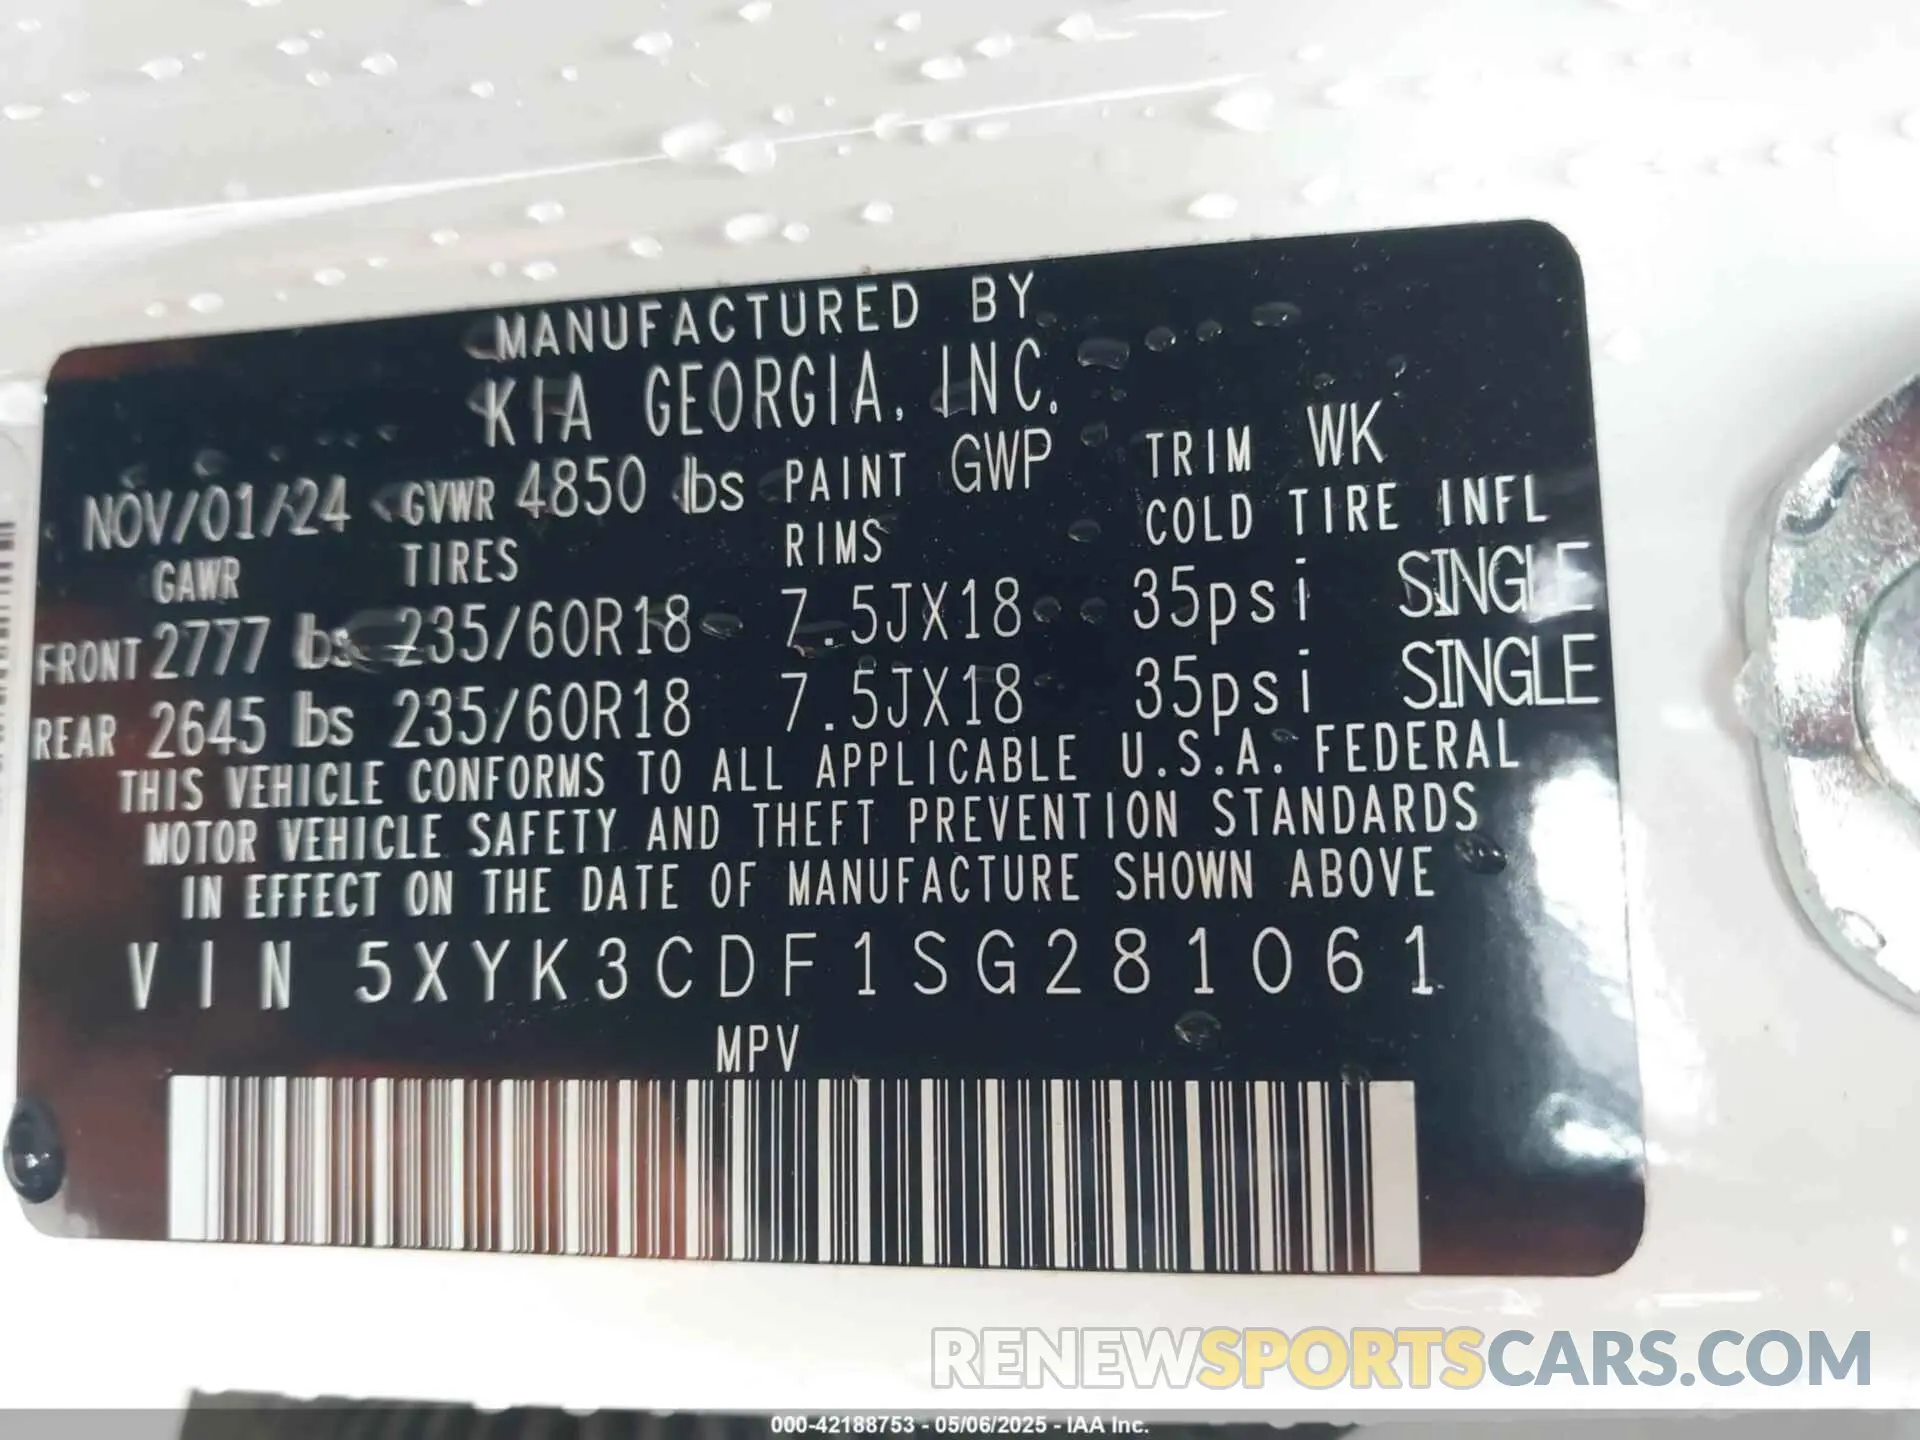 MANUFACTURED BY
KIA GEORGIA, INC.
NOV/01/24 GVWR 4850 lbs PAINT GWP TRIM WK
GAWR TIRES RIMS COLD TIRE INFL
FRONT 2777 lbs 235/60R18 7.5JX18 35psi SINGLE
REAR 2645 lbs 235/60R18 7.5JX18 35psi SINGLE
THIS VEHICLE CONFORMS TO ALL APPLICABLE U.S.A. FEDERAL
MOTOR VEHICLE SAFETY AND THEFT PREVENTION STANDARDS
IN EFFECT ON THE DATE OF MANUFACTURE SHOWN ABOVE
VIN 5XYK3CDF1SG281061
MPV
RENEWSPORTSCARS.COM
000-42188753 - 05/06/2025 - IAA Inc.